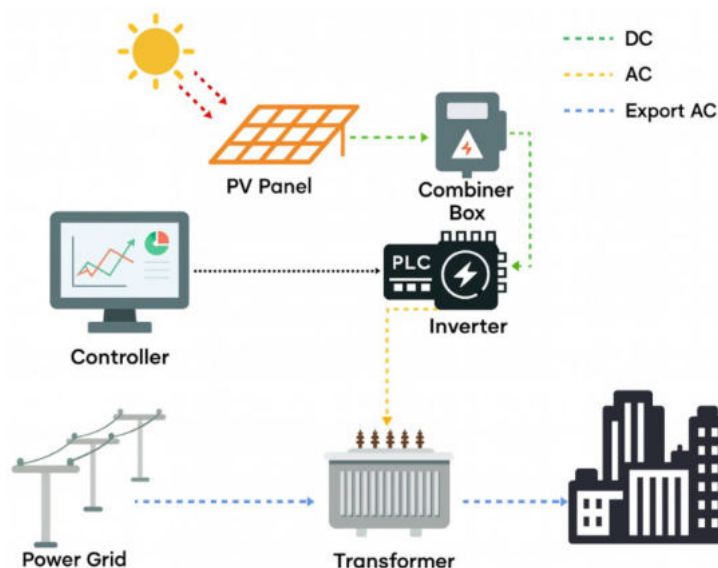 DC
AC
Export AC
PV Panel
Combiner
Box
PLC
Inverter
Controller
Power Grid
Transformer